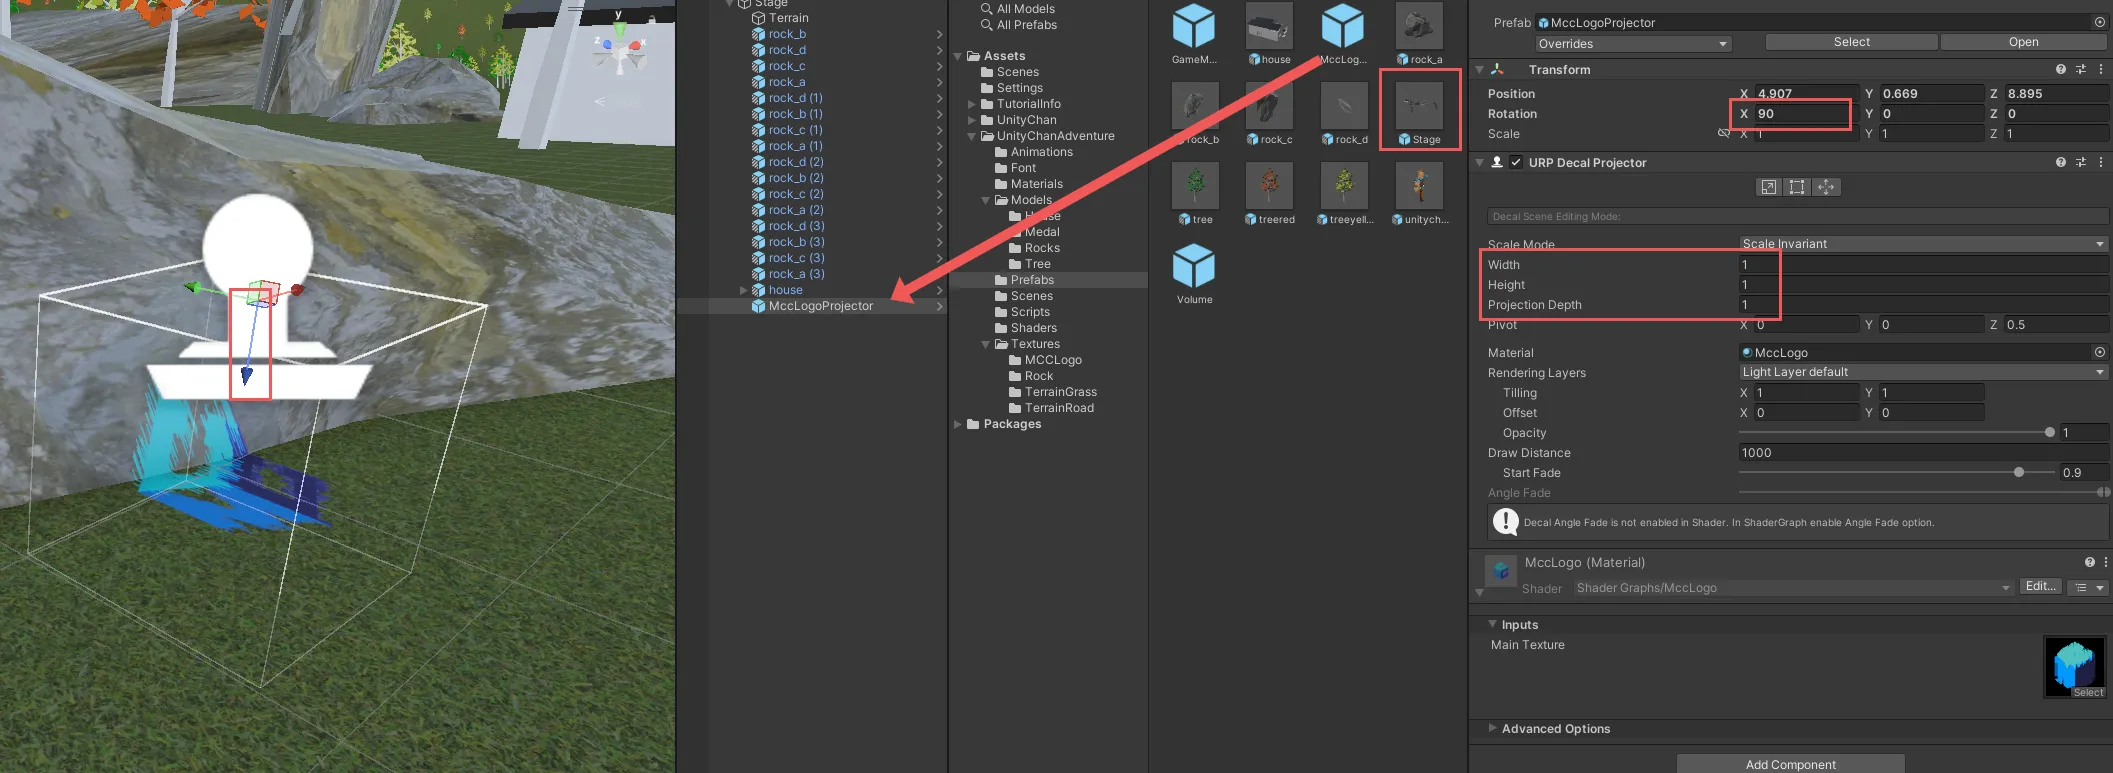 y
z
x
Stage
Terrain
rock_b
rock_d
rock_c
rock_a
rock_d (1)
rock_b (1)
rock_c (1)
rock_a (1)
rock_d (2)
rock_b (2)
rock_c (2)
rock_a (2)
rock_d (3)
rock_b (3)
rock_c (3)
rock_a (3)
house
MccLogoProjector
All Models
All Prefabs
Assets
Scenes
Settings
TutorialInfo
UnityChan
UnityChanAdventure
Animations
Font
Materials
Models
House
Medal
Rocks
Tree
Prefabs
Scenes
Scripts
Shaders
Textures
MCCLogo
Rock
TerrainGrass
TerrainRoad
Packages
GameM... house MccLog... rock_a
rock_b rock_c rock_d Stage
tree treered treeyell... unitych...
Volume
Prefab MccLogoProjector
Overrides Select Open
Transform
Position X 4.907 Y 0.669 Z 8.895
Rotation X 90 Y 0 Z 0
Scale X 1 Y 1 Z 1
URP Decal Projector
Decal Scene Editing Mode:
Scale Mode Scale Invariant
Width 1
Height 1
Projection Depth 1
Pivot X 0 Y 0 Z 0.5
Material MccLogo
Rendering Layers Light Layer default
Tilling X 1 Y 1
Offset X 0 Y 0
Opacity 1
Draw Distance 1000
Start Fade 0.9
Angle Fade
Decal Angle Fade is not enabled in Shader. In ShaderGraph enable Angle Fade option.
MccLogo (Material)
Shader Shader Graphs/MccLogo Edit...
Inputs
Main Texture
Select
Advanced Options
Add Component